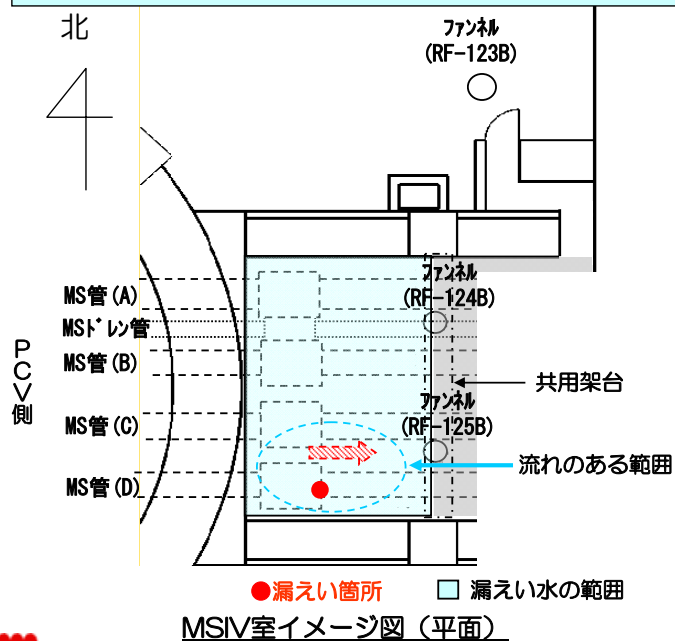 北
ファンネル
(RF-123B)
ファンネル
(RF-124B)
MS管(A)
MSドレン管
MS管(B)
PCV側
共用架台
ファンネル
(RF-125B)
MS管(C)
流れのある範囲
MS管(D)
●漏えい箇所
漏えい水の範囲
MSIV室イメージ図（平面）